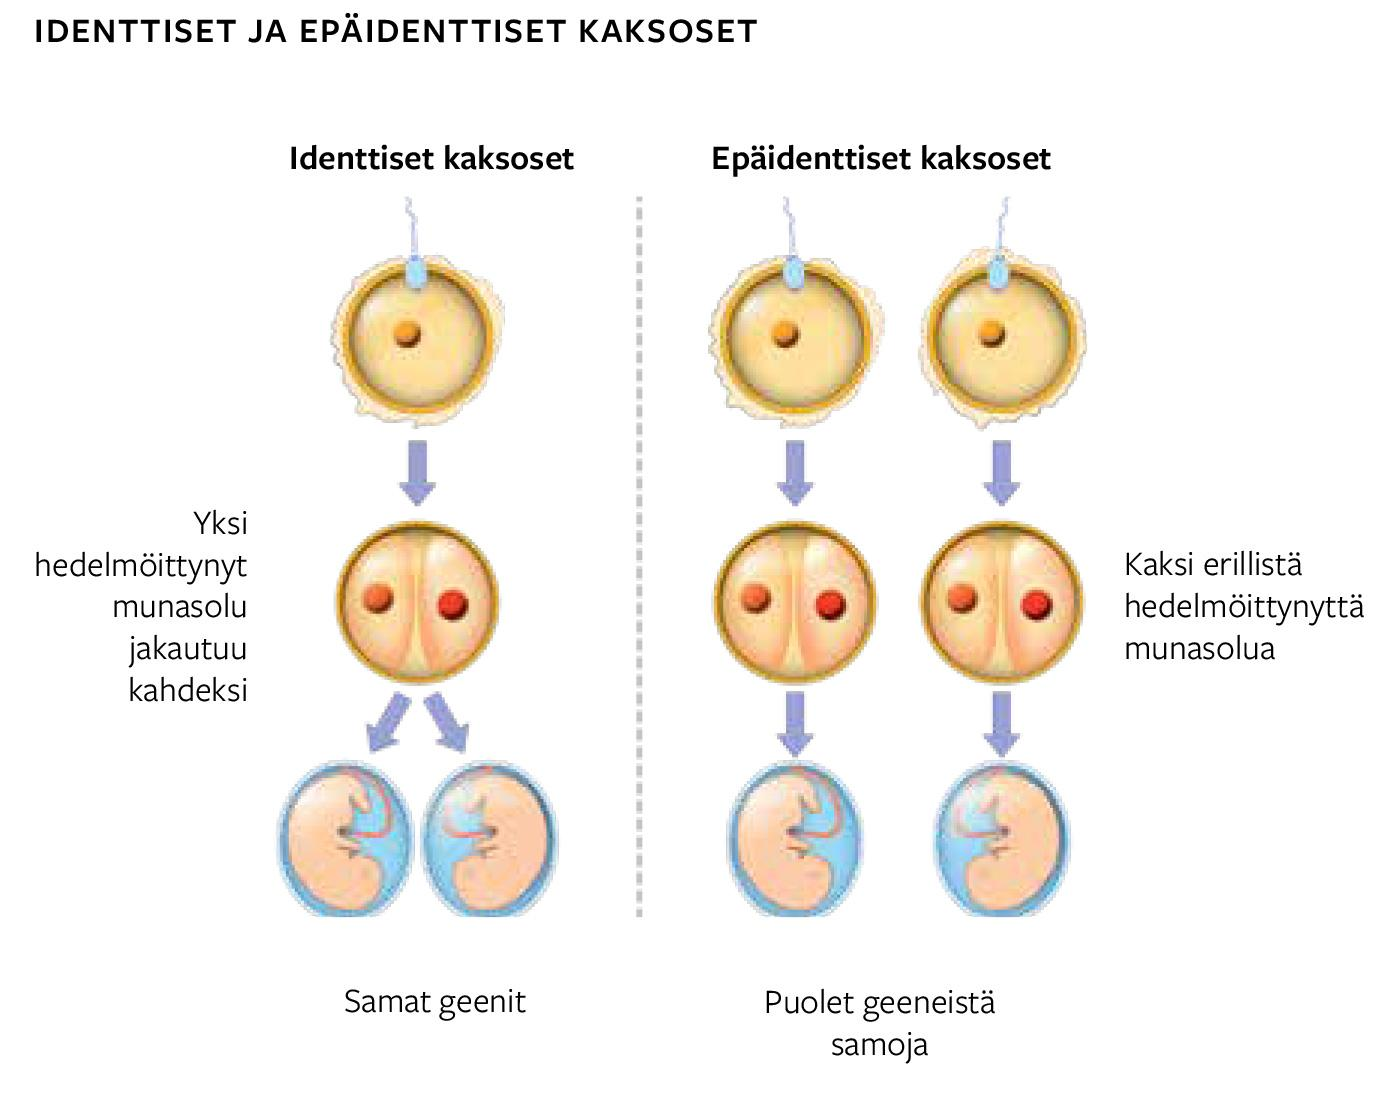 IDENTTISET JA EPÄIDENTTISET KAKSOSET
Identtiset kaksoset
Epäidenttiset kaksoset
Yksi
hedelmöittynyt
munasolu
jakautuu
kahdeksi
Kaksi erillistä
hedelmöittynyttä
munasolua
Samat geenit
Puolet geeneistä
samoja